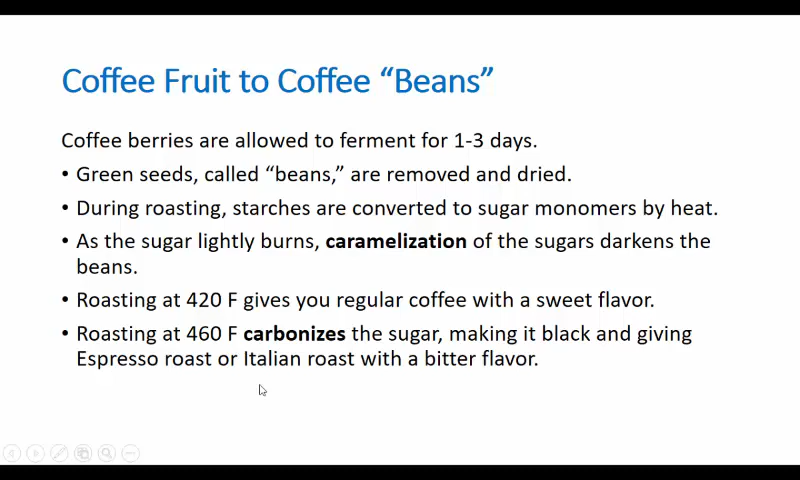 Coffee Fruit to Coffee “Beans”
Coffee berries are allowed to ferment for 1-3 days.
• Green seeds, called “beans,” are removed and dried.
• During roasting, starches are converted to sugar monomers by heat.
• As the sugar lightly burns, caramelization of the sugars darkens the
beans.
• Roasting at 420 F gives you regular coffee with a sweet flavor.
• Roasting at 460 F carbonizes the sugar, making it black and giving
Espresso roast or Italian roast with a bitter flavor.